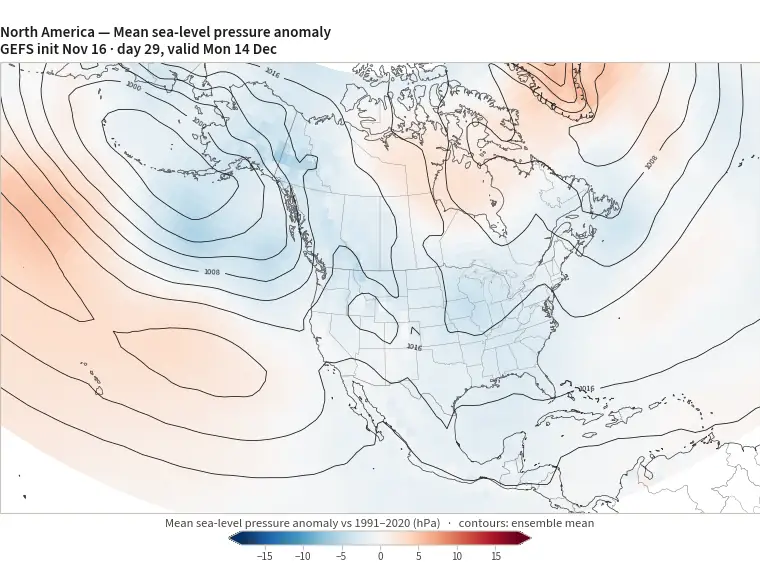 North America — Mean sea-level pressure anomaly
GEFS init Nov 16 · day 29, valid Mon 14 Dec
1016
1000
1008
1008
1016
1016
Mean sea-level pressure anomaly vs 1991–2020 (hPa) · contours: ensemble mean
−15 −10 −5 0 5 10 15